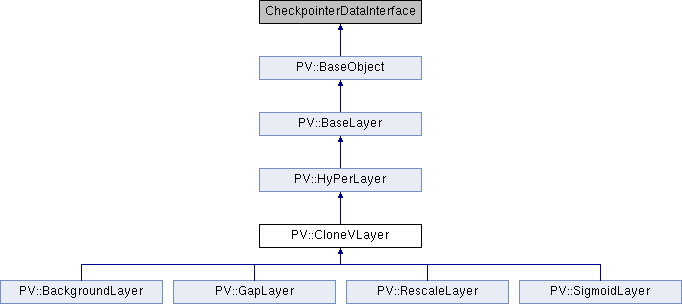 CheckpointerDataInterface
PV::BaseObject
PV::BaseLayer
PV::HyPerLayer
PV::CloneVLayer
PV::BackgroundLayer
PV::GapLayer
PV::RescaleLayer
PV::SigmoidLayer